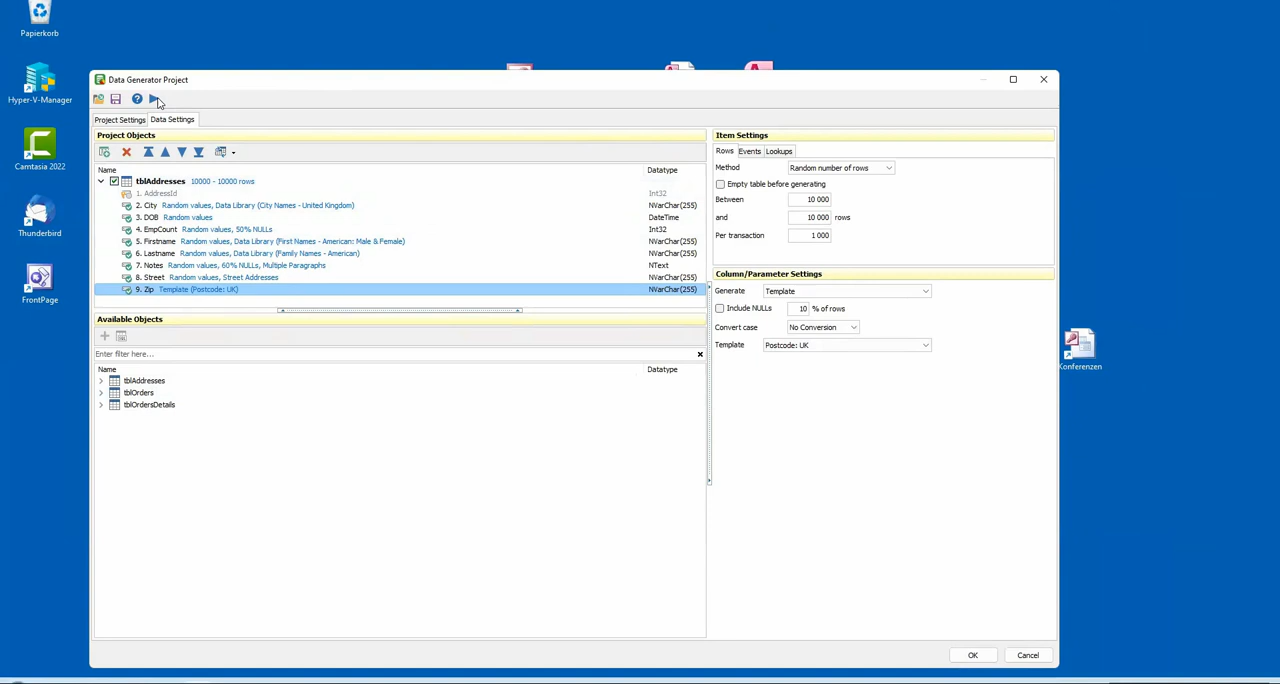 Papierkorb
Hyper-V-Manager
Camtasia 2022
Thunderbird
FrontPage
Konferenzen
Data Generator Project
Project Settings Data Settings
Project Objects
Name Datatype
tblAddresses 10000 - 10000 rows
1. AddressId Int32
2. City Random values, Data Library (City Names - United Kingdom) NVarChar(255)
3. DOB Random values DateTime
4. EmpCount Random values, 50% NULLs Int32
5. Firstname Random values, Data Library (First Names - American: Male & Female) NVarChar(255)
6. Lastname Random values, Data Library (Family Names - American) NVarChar(255)
7. Notes Random values, 60% NULLs, Multiple Paragraphs NText
8. Street Random values, Street Addresses NVarChar(255)
9. Zip Template (Postcode: UK) NVarChar(255)
Available Objects
Enter filter here...
Name Datatype
tblAddresses
tblOrders
tblOrdersDetails
Item Settings
Rows Events Lookups
Method Random number of rows
Empty table before generating
Between 10 000
and 10 000 rows
Per transaction 1 000
Column/Parameter Settings
Generate Template
Include NULLs 10 % of rows
Convert case No Conversion
Template Postcode: UK
OK Cancel